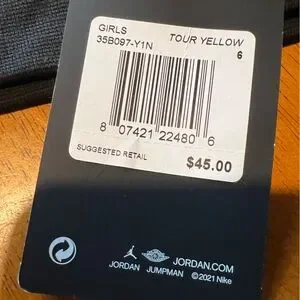 GIRLS
35B097-Y1N TOUR YELLOW
6
8 07421 22480 6
SUGGESTED RETAIL $45.00
JORDAN JUMPMAN JORDAN.COM
©2021 Nike